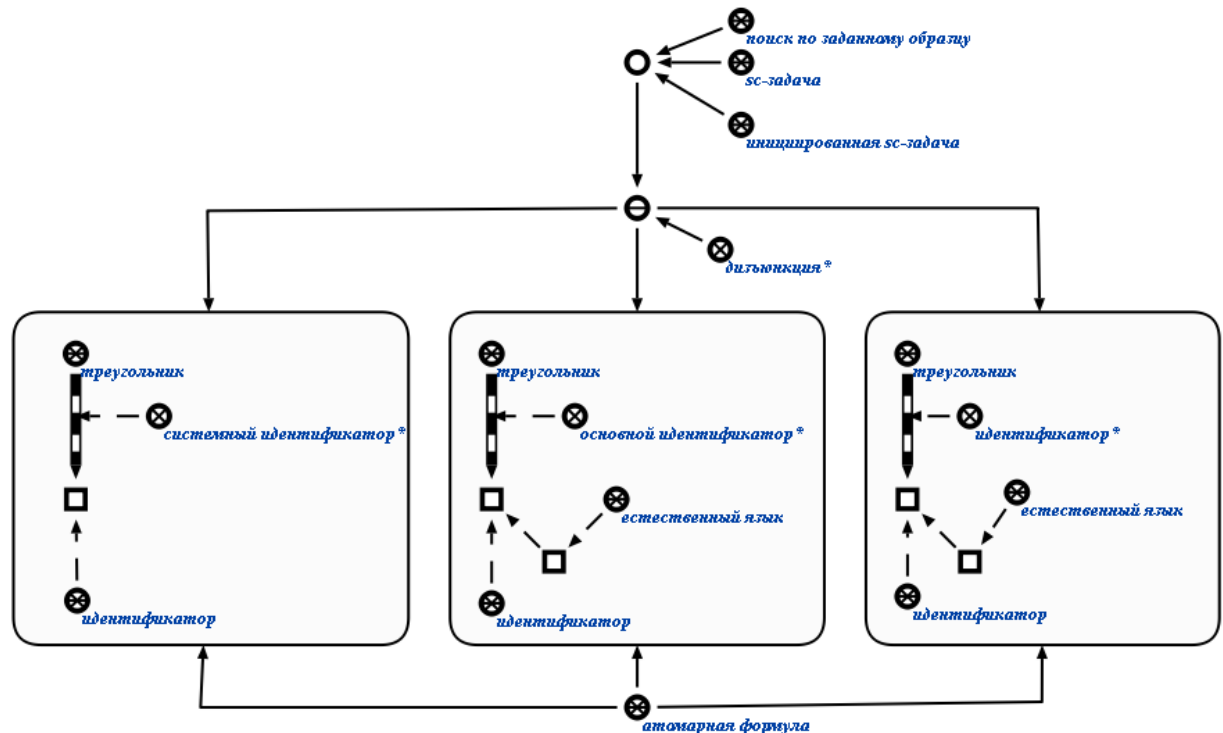 поиск по заданному образцу
sc-задача
инициированная sc-задача
дизъюнкция*
треугольник
треугольник
треугольник
системный идентификатор*
основной идентификатор*
идентификатор*
естественный язык
естественный язык
идентификатор
идентификатор
идентификатор
атомарная формула